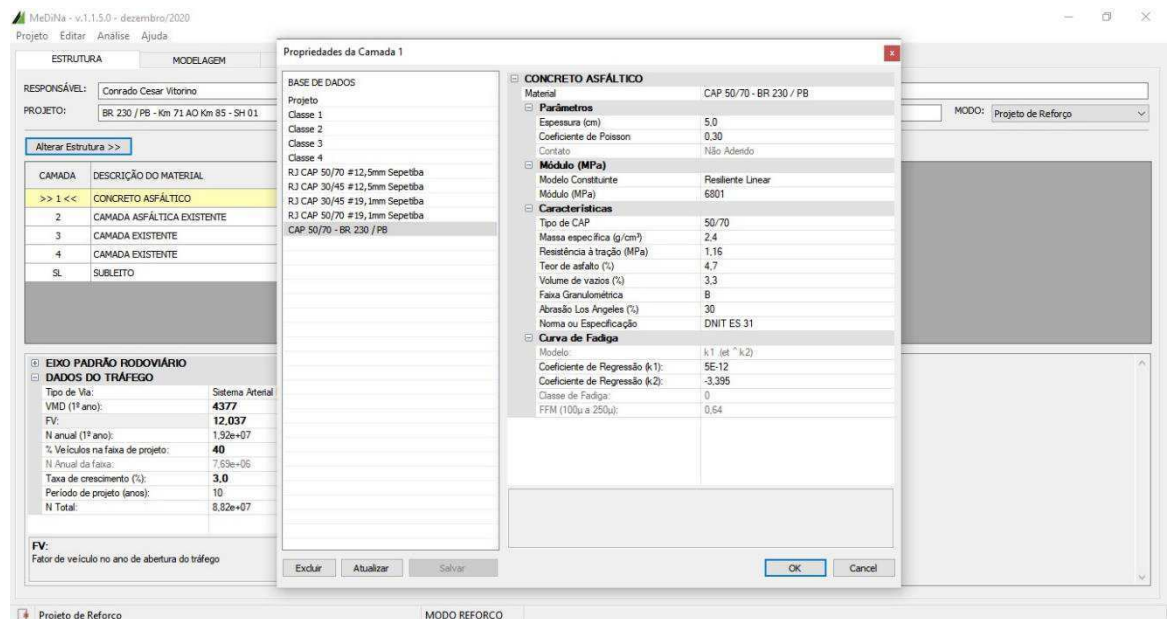 MeDiNa - v.1.1.5.0 - dezembro/2020
Projeto Editar Análise Ajuda
ESTRUTURA MODELAGEM
RESPONSÁVEL: Conrado Cesar Vitorino
PROJETO: BR 230 / PB - Km 71 AO Km 85 - SH 01
MODO: Projeto de Reforço
Alterar Estrutura >>
CAMADA DESCRIÇÃO DO MATERIAL
>> 1 << CONCRETO ASFÁLTICO
2 CAMADA ASFÁLTICA EXISTENTE
3 CAMADA EXISTENTE
4 CAMADA EXISTENTE
SL SUBLEITO
EIXO PADRÃO RODOVIÁRIO
DADOS DO TRÁFEGO
Tipo de Via: Sistema Arterial
VMD (1º ano): 4377
FV: 12,037
N anual (1º ano): 1,92e+07
% Veículos na faixa de projeto: 40
N Anual da faixa: 7,69e+06
Taxa de crescimento (%): 3,0
Período de projeto (anos): 10
N Total: 8,82e+07
FV:
Fator de veículo no ano de abertura do tráfego
Projeto de Reforço MODO REFORÇO
Propriedades da Camada 1
x
BASE DE DADOS
Projeto
Classe 1
Classe 2
Classe 3
Classe 4
RJ CAP 50/70 #12,5mm Sepetiba
RJ CAP 30/45 #12,5mm Sepetiba
RJ CAP 30/45 #19,1mm Sepetiba
RJ CAP 50/70 #19,1mm Sepetiba
CAP 50/70 - BR 230 / PB
CONCRETO ASFÁLTICO
Material CAP 50/70 - BR 230 / PB
Parâmetros
Espessura (cm) 5,0
Coeficiente de Poisson 0,30
Contato Não Aderido
Módulo (MPa)
Modelo Constituinte Resiliente Linear
Módulo (MPa) 6801
Características
Tipo de CAP 50/70
Massa específica (g/cm³) 2,4
Resistência à tração (MPa) 1,16
Teor de asfalto (%) 4,7
Volume de vazios (%) 3,3
Faixa Granulométrica B
Abrasão Los Angeles (%) 30
Norma ou Especificação DNIT ES 31
Curva de Fadiga
Modelo: k1 (et ^k2)
Coeficiente de Regressão (k1): 5E-12
Coeficiente de Regressão (k2): -3,395
Classe de Fadiga: 0
FFM (100µ a 250µ): 0,64
Excluir Atualizar Salvar OK Cancel